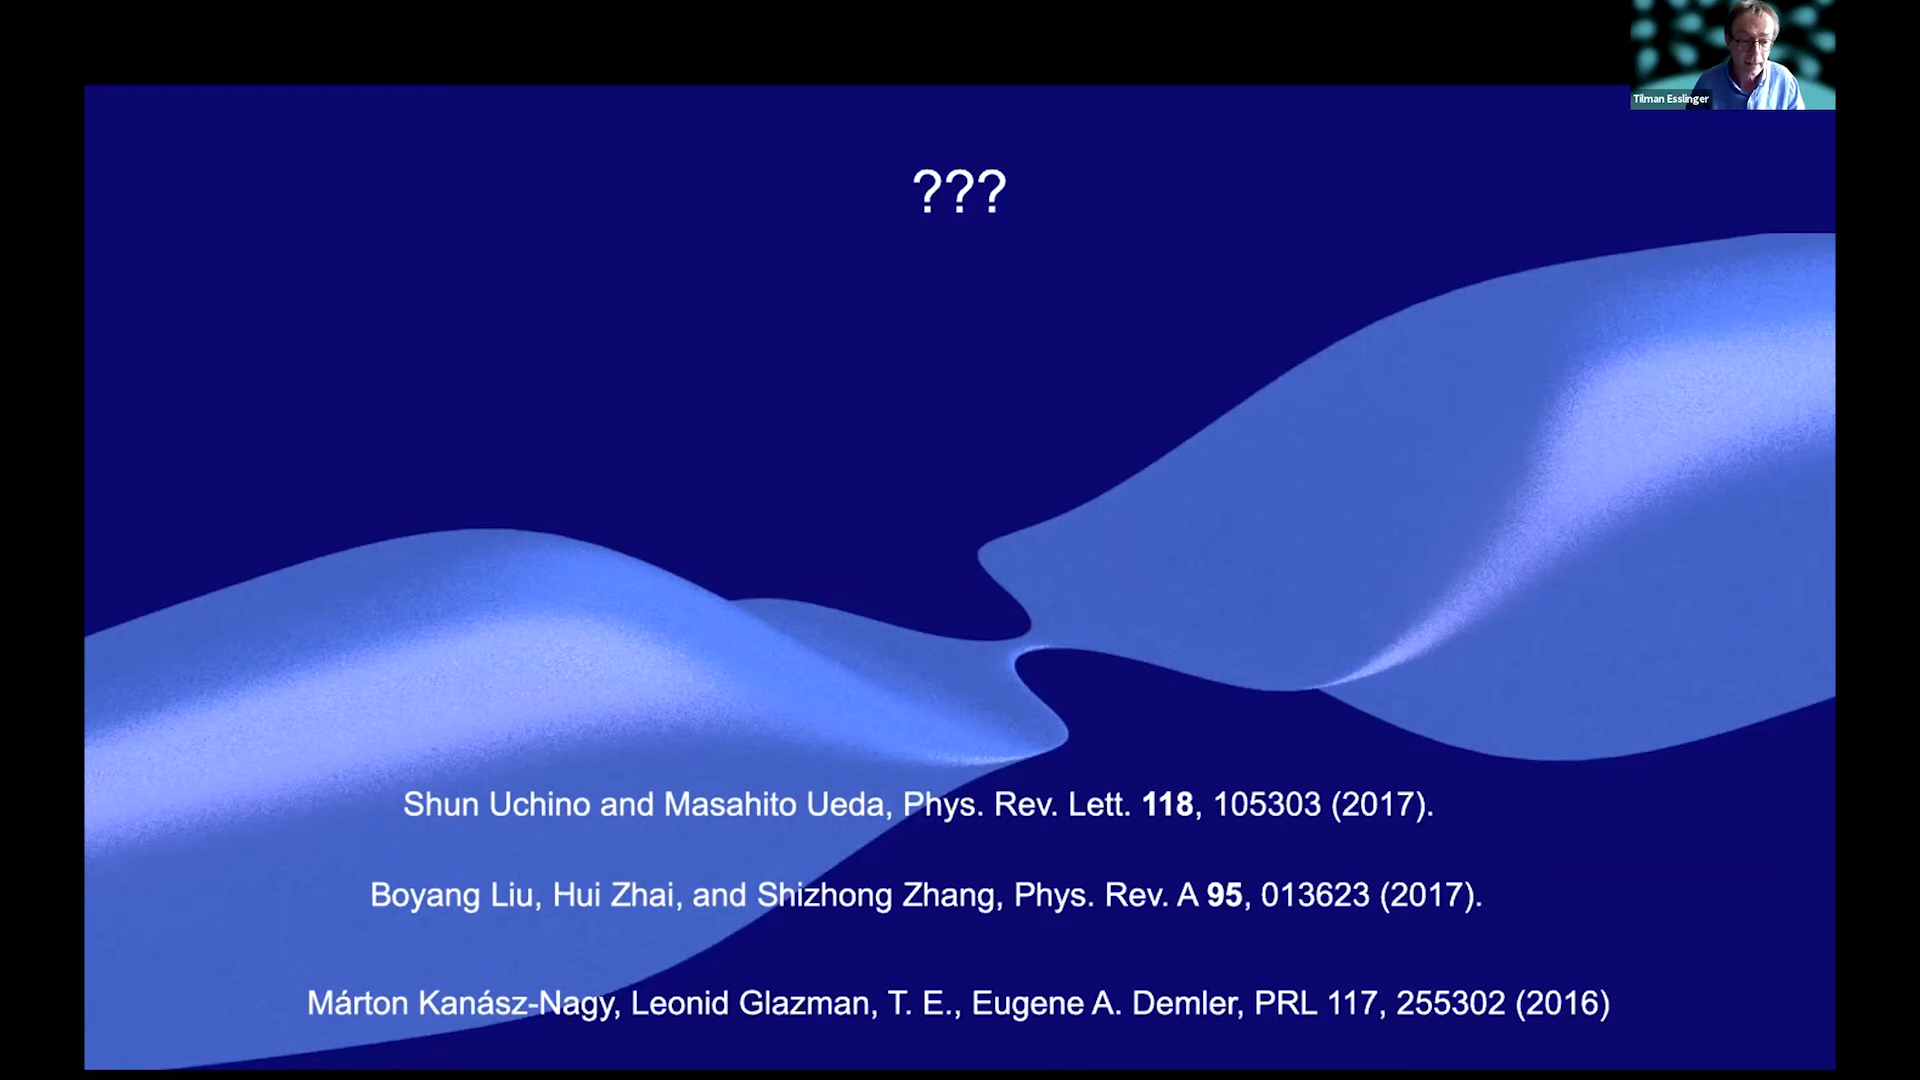 Tilman Esslinger
???
Shun Uchino and Masahito Ueda, Phys. Rev. Lett. 118, 105303 (2017).
Boyang Liu, Hui Zhai, and Shizhong Zhang, Phys. Rev. A 95, 013623 (2017).
Márton Kanász-Nagy, Leonid Glazman, T. E., Eugene A. Demler, PRL 117, 255302 (2016)